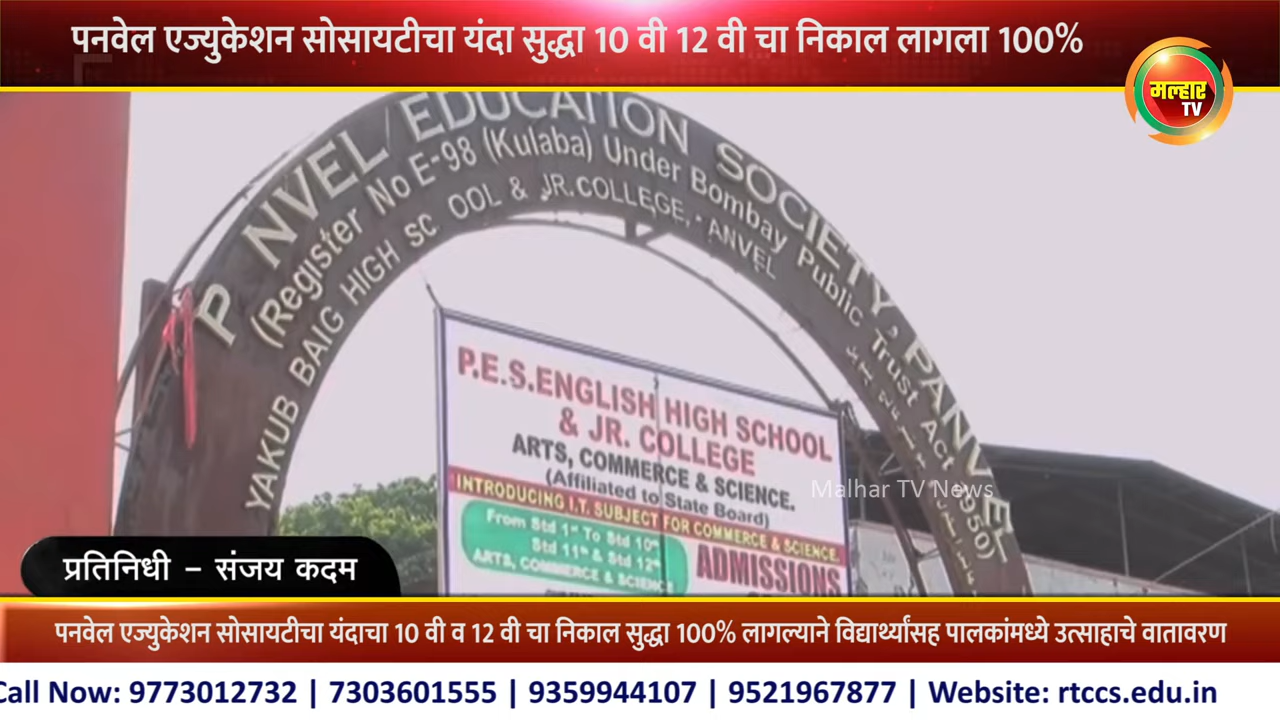 पनवेल एज्युकेशन सोसायटीचा यंदा सुद्धा 10 वी 12 वी चा निकाल लागला 100%
मल्हार
TV
P NVEL EDUCATION SOCIETY, PANVEL
(Register No E-98 (Kulaba) Under Bombay Public Trust Act 1950)
YAKUB BAIG HIGH SC OOL & JR.COLLEGE, ANVEL
P.E.S.ENGLISH HIGH SCHOOL
& JR. COLLEGE
ARTS, COMMERCE & SCIENCE.
(Affiliated to State Board)
INTRODUCING I.T. SUBJECT FOR COMMERCE & SCIENCE.
From Std 1st To Std 10th
Std 11th & Std 12th
ARTS, COMMERCE & SCIENCE
ADMISSIONS
Malhar TV News
प्रतिनिधी – संजय कदम
पनवेल एज्युकेशन सोसायटीचा यंदाचा 10 वी व 12 वी चा निकाल सुद्धा 100% लागल्याने विद्यार्थ्यांसह पालकांमध्ये उत्साहाचे वातावरण
Call Now: 9773012732 | 7303601555 | 9359944107 | 9521967877 | Website: rtccs.edu.in